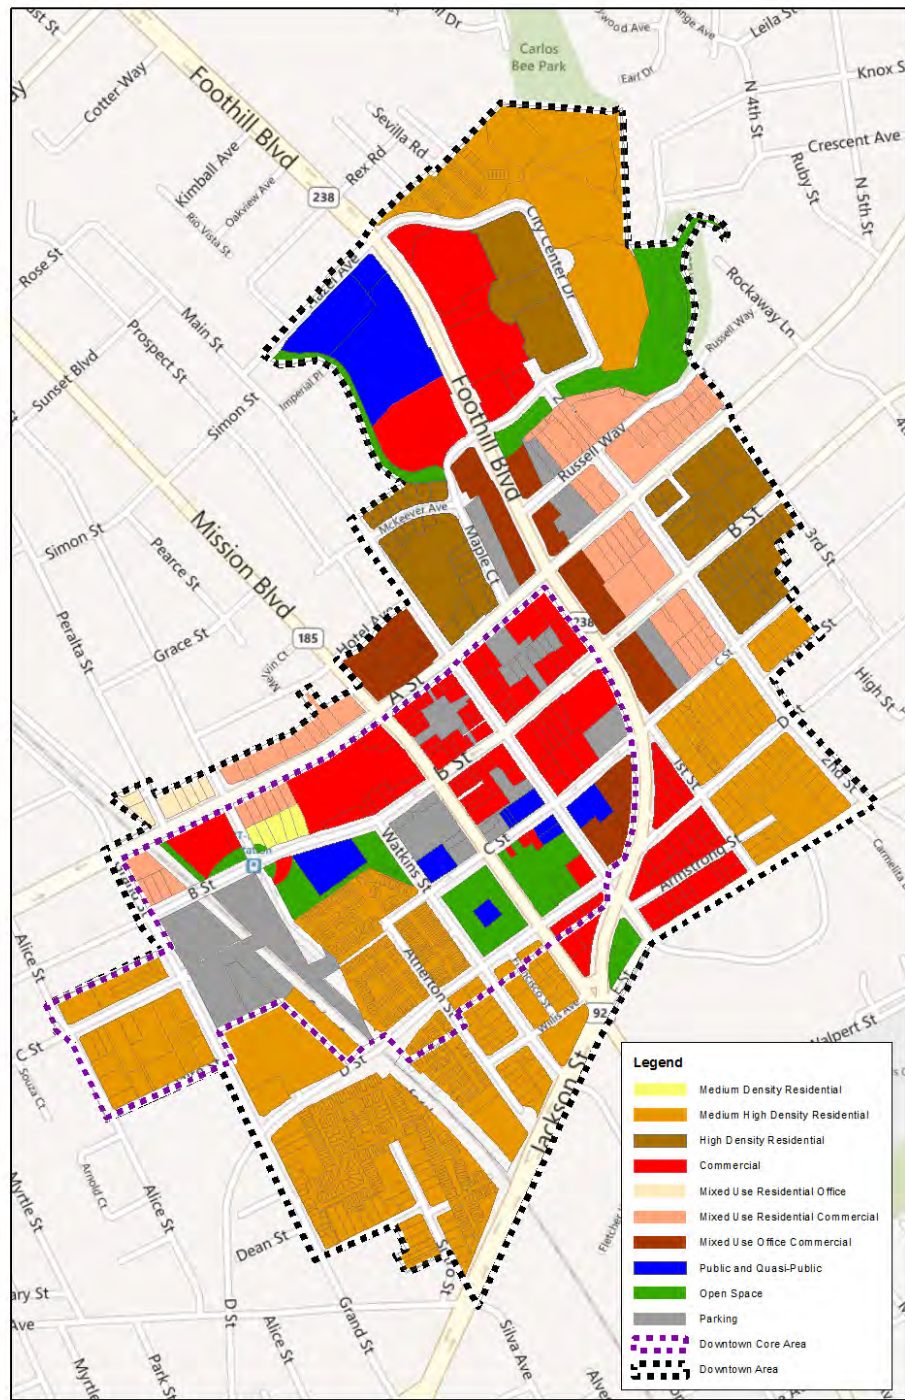 Carlos
Bee Park
Earl Dr
Leila St
Knox S
N 4th St
Crescent Ave
Ruby St
N 5th St
Cotter Way
Foothill Blvd
Sevilla Rd
Kimball Ave
Rex Rd
Oakview Ave
Rio Vista St
238
City Center Dr
Rose St
Main St
Prospect St
Sunset Blvd
Imperial Pl
Simon St
Rockaway Ln
Russell Way
Foothill Blvd
Russell Way
McKeever Ave
Maple Ct
B St
3rd St
Simon St
Pearce St
Mission Blvd
Peralta St
Grace St
185
Hotel Ave
238
A St
C St
D St
High St
2nd St
1st St
B St
C St
Watkins St
Armstrong St
Carmelita
B St
Alice St
Atherton St
Francisco St
Willis Ave
E St
92
Walpert St
C St
D St
Souza Ct
Jackson St
Arnold Ct
Alice St
Myrtle St
Dean St
Fletcher
ary St
Ave
D St
Alice St
Grand St
Silva Ave
Myrtle
Park St
Legend
Medium Density Residential
Medium High Density Residential
High Density Residential
Commercial
Mixed Use Residential Office
Mixed Use Residential Commercial
Mixed Use Office Commercial
Public and Quasi-Public
Open Space
Parking
Downtown Core Area
Downtown Area